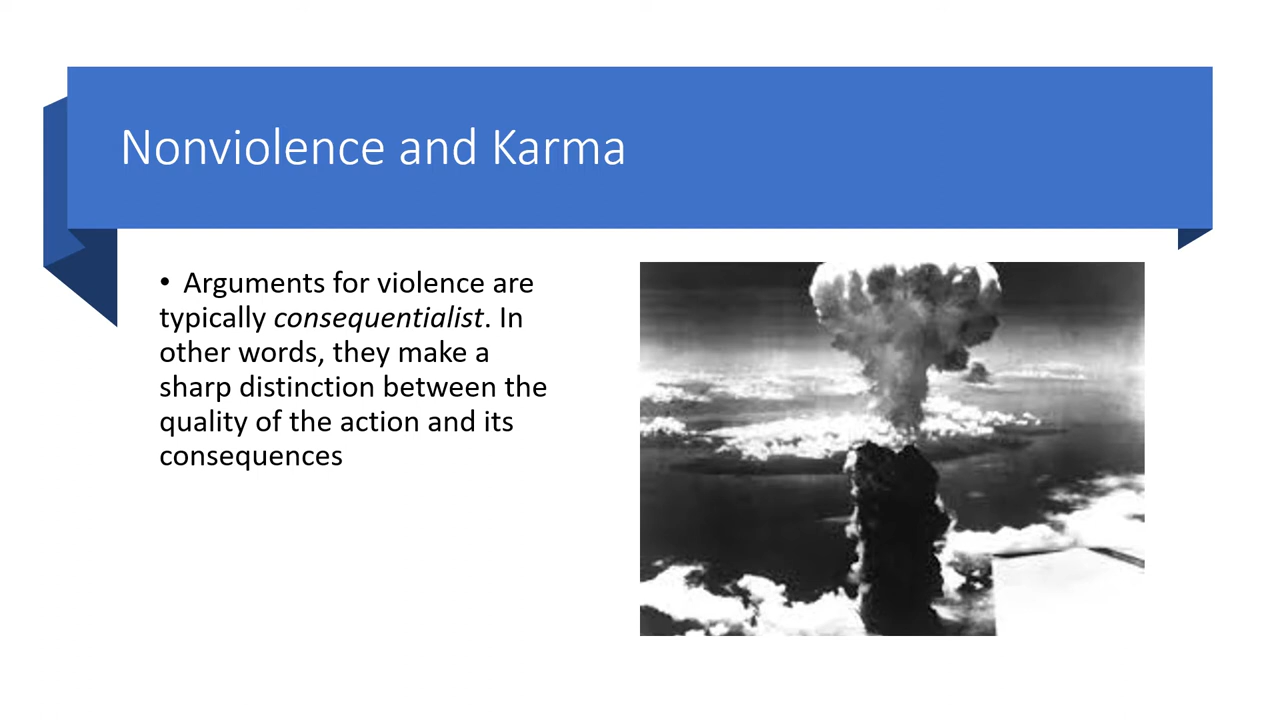 Nonviolence and Karma
• Arguments for violence are
typically consequentialist. In
other words, they make a
sharp distinction between the
quality of the action and its
consequences